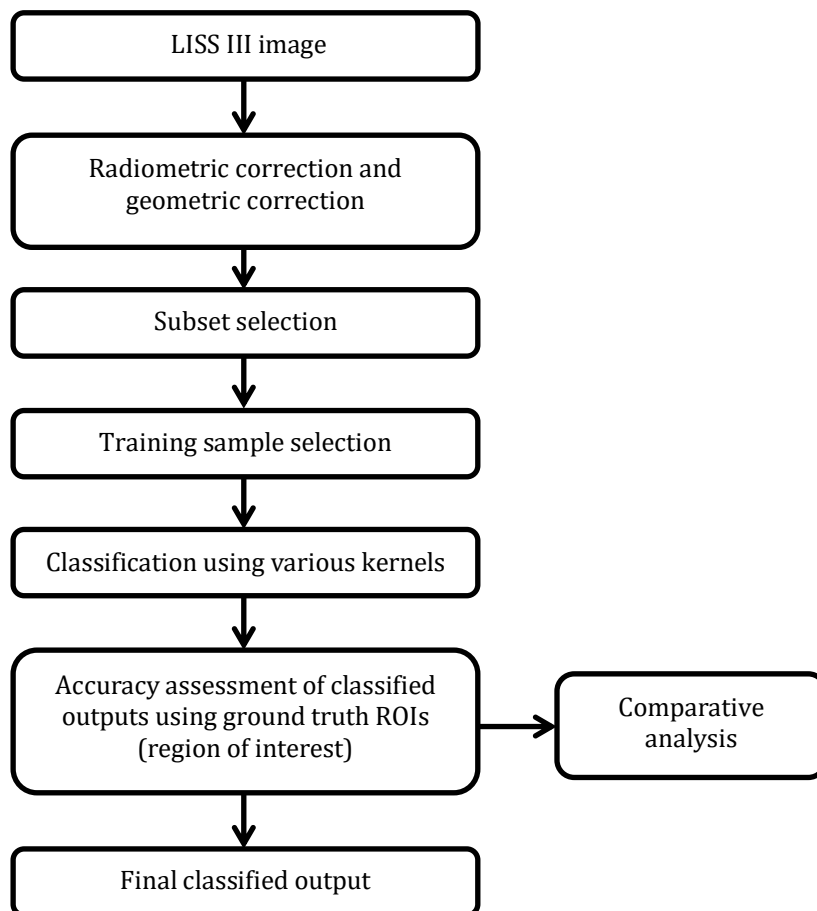 LISS III image
Radiometric correction and
geometric correction
Subset selection
Training sample selection
Classification using various kernels
Accuracy assessment of classified
outputs using ground truth ROIs
(region of interest)
Comparative
analysis
Final classified output